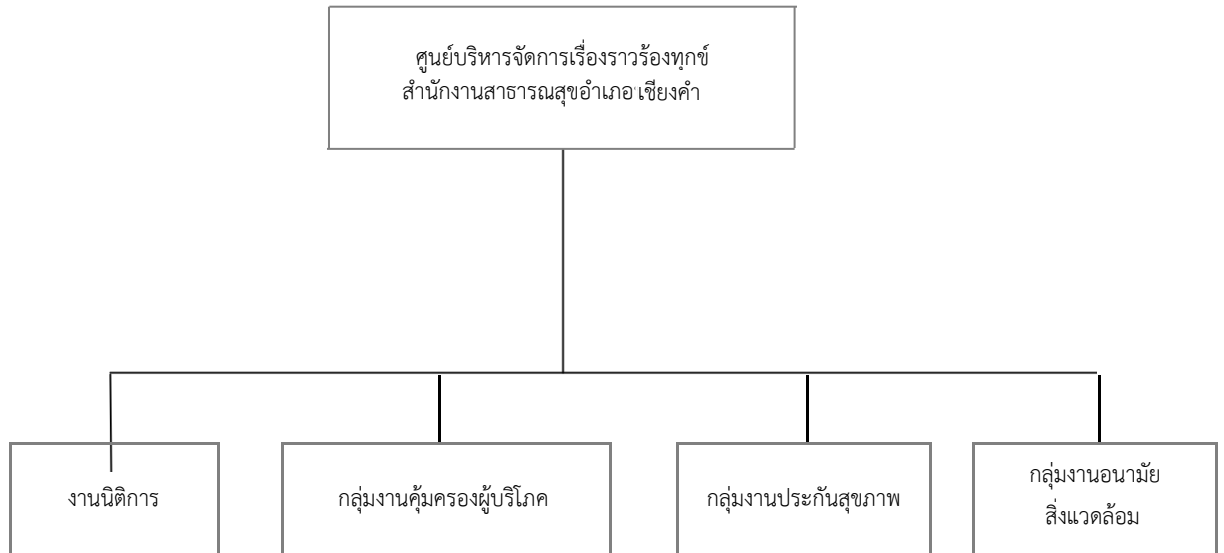 ศูนย์บริหารจัดการเรื่องราวร้องทุกข์
สำนักงานสาธารณสุขอำเภอเชียงคำ
งานนิติการ
กลุ่มงานคุ้มครองผู้บริโภค
กลุ่มงานประกันสุขภาพ
กลุ่มงานอนามัย
สิ่งแวดล้อม